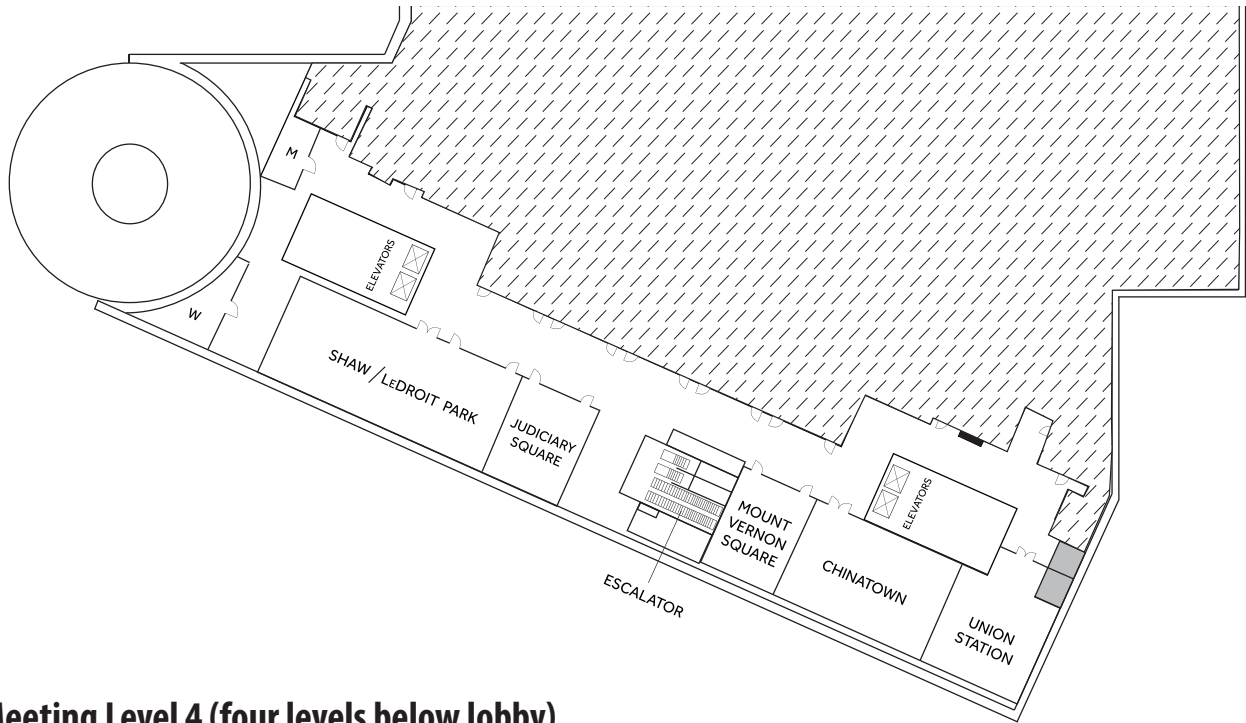 M
ELEVATORS
W
SHAW/LEDROIT PARK
JUDICIARY
SQUARE
ELEVATORS
MOUNT
VERNON
SQUARE
CHINATOWN
ESCALATOR
UNION
STATION
Meeting Level 4 (four levels below lobby)